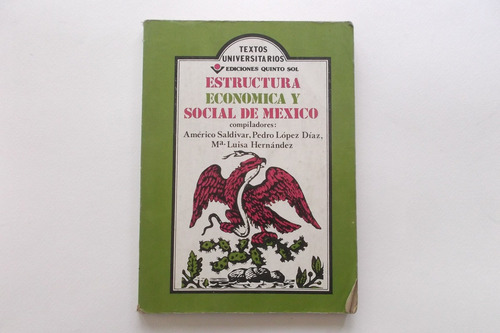 TEXTOS
UNIVERSITARIOS
EDICIONES QUINTO SOL
ESTRUCTURA
ECONOMICA Y
SOCIAL DE MEXICO
compiladores:
Américo Saldivar, Pedro López Díaz,
Mª. Luisa Hernández